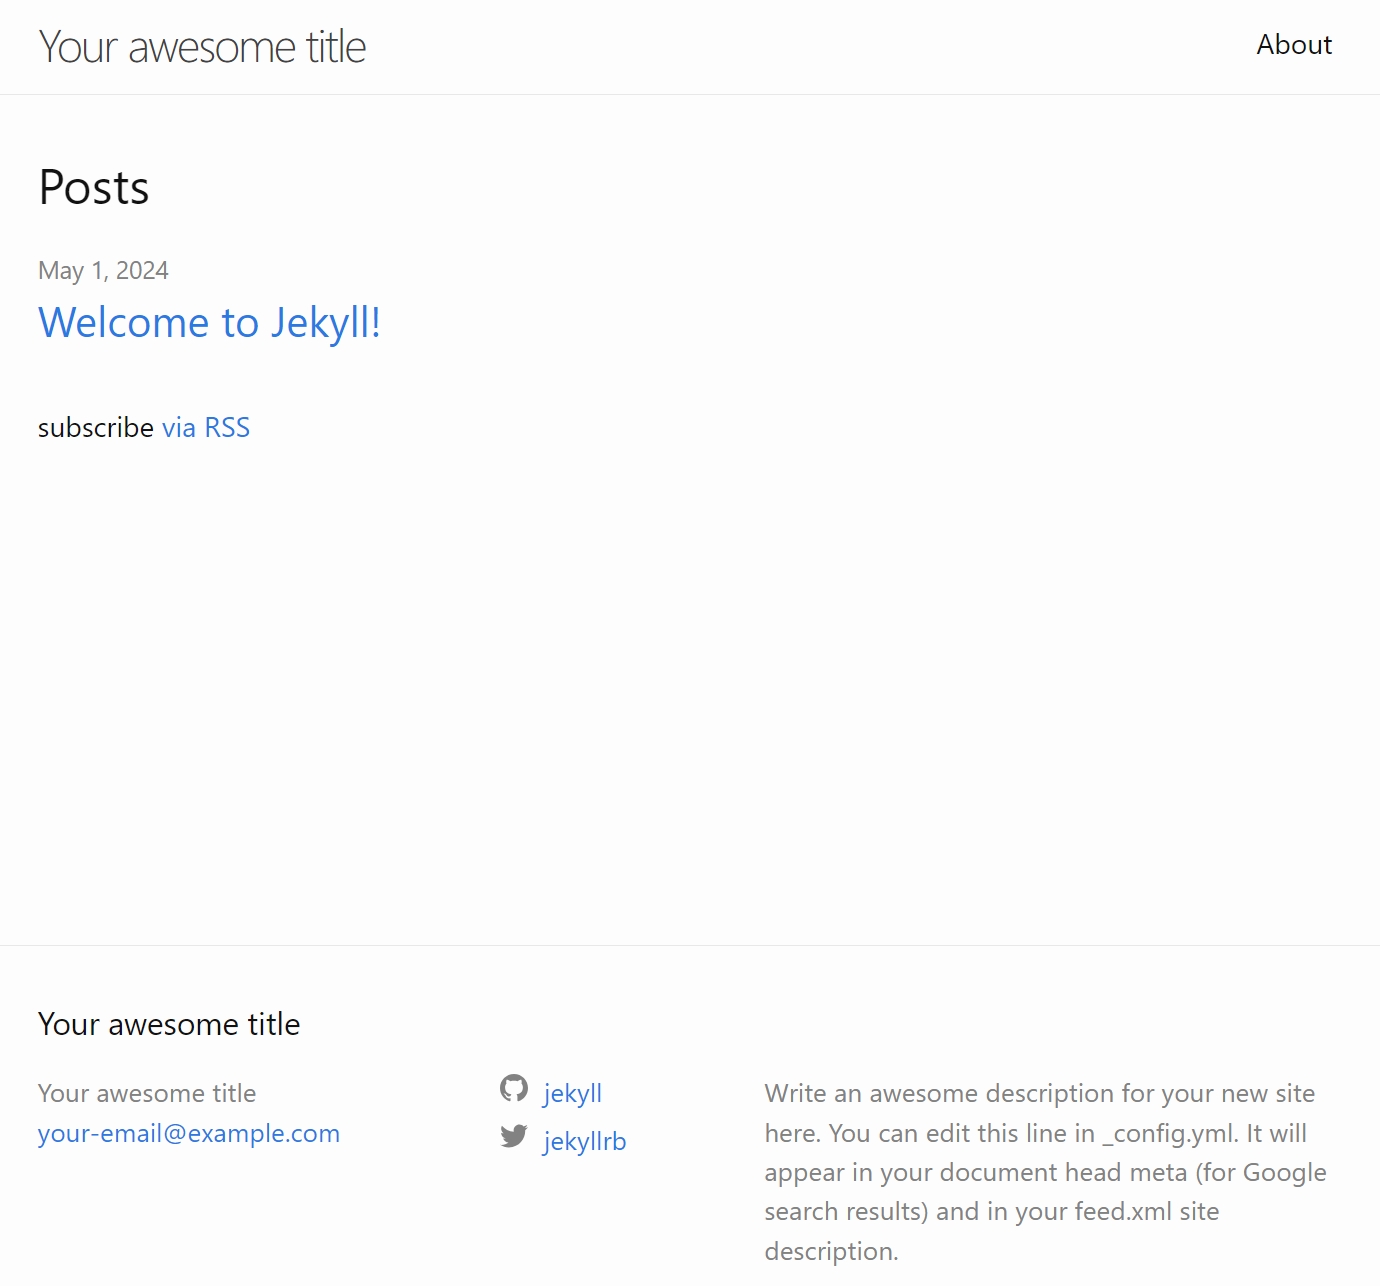 Your awesome title
About
Posts
May 1, 2024
Welcome to Jekyll!
subscribe via RSS
Your awesome title
Your awesome title
your-email@example.com
jekyll
jekyllrb
Write an awesome description for your new site
here. You can edit this line in _config.yml. It will
appear in your document head meta (for Google
search results) and in your feed.xml site
description.